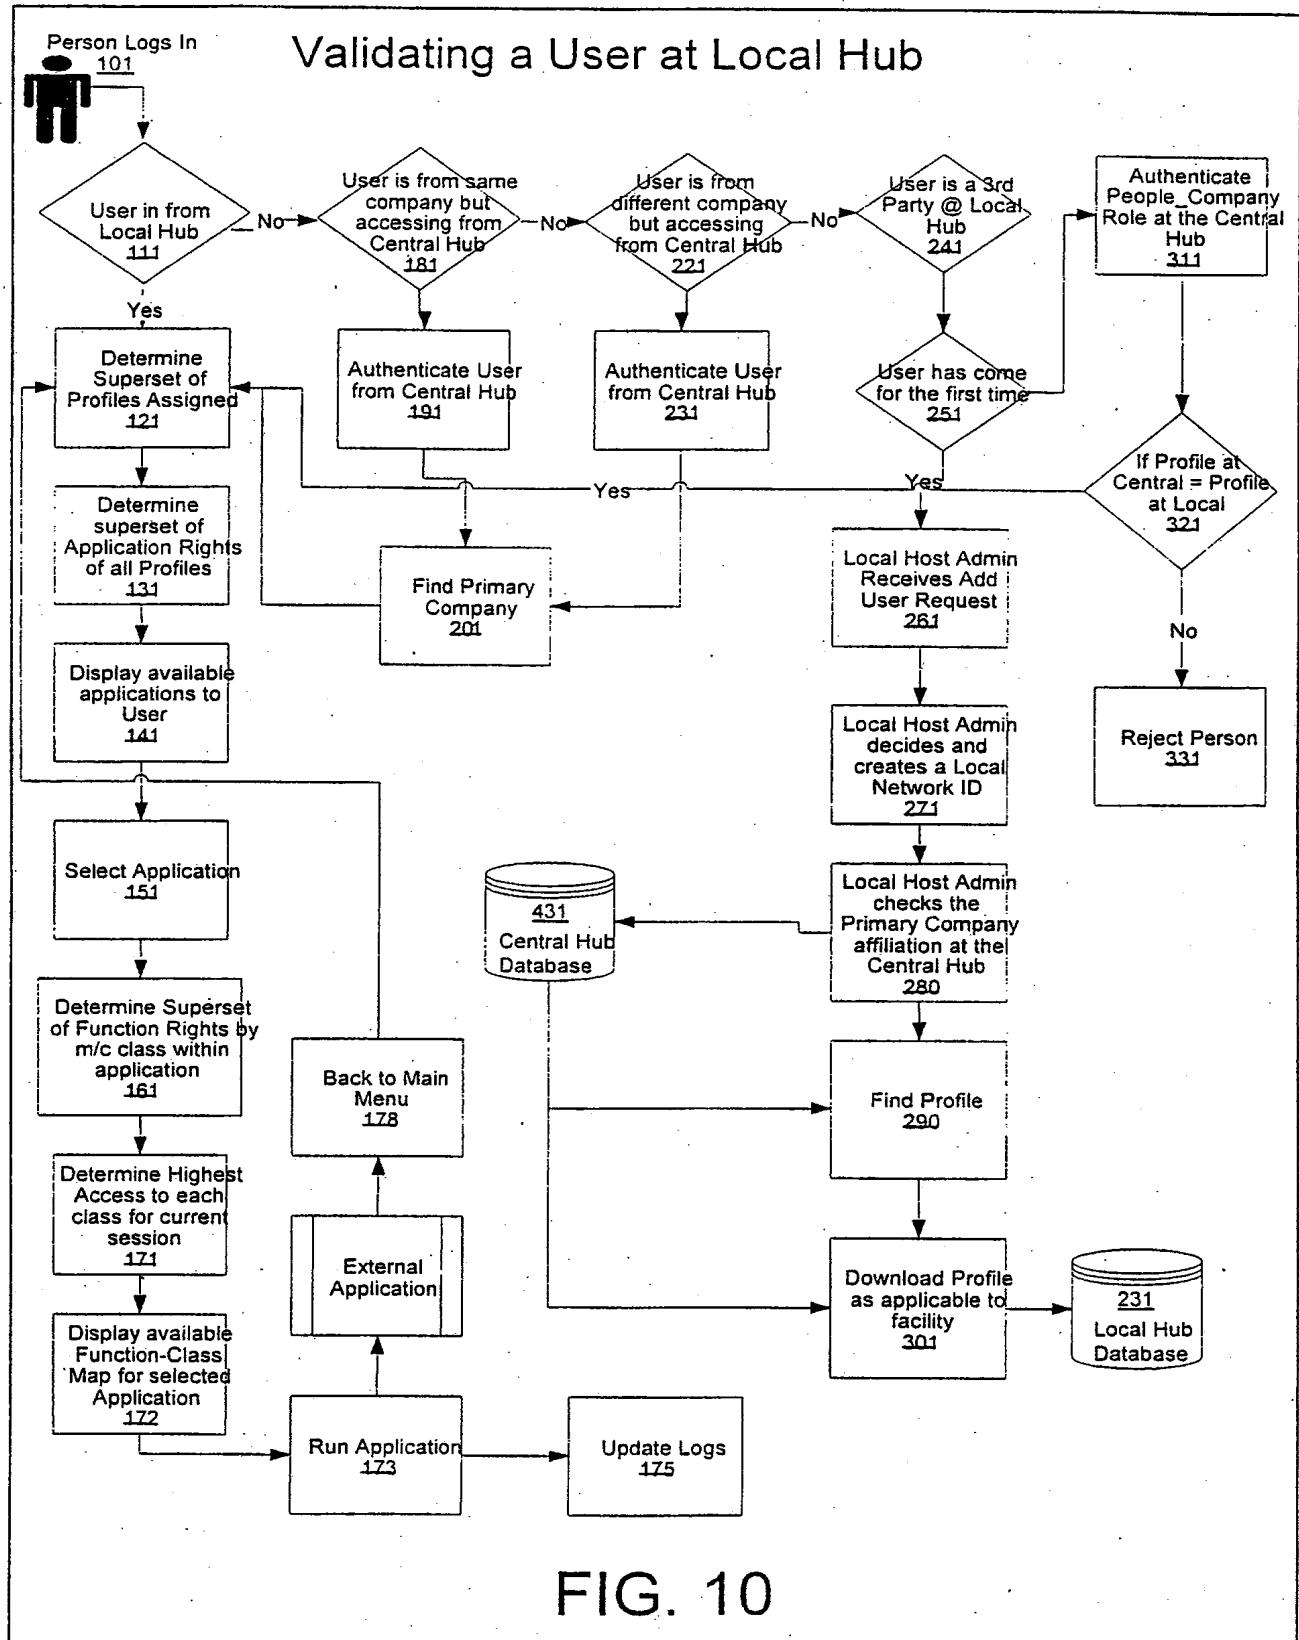 Person Logs In
101
Validating a User at Local Hub
User in from
Local Hub
111
No
User is from same
company but
accessing from
Central Hub
181
No
User is from
different company
but accessing
from Central Hub
221
No
User is a 3rd
Party @ Local
Hub
241
Authenticate
People_Company
Role at the Central
Hub
311
Yes
Determine
Superset of
Profiles Assigned
121
Authenticate User
from Central Hub
191
Authenticate User
from Central Hub
231
User has come
for the first time
251
If Profile at
Central = Profile
at Local
321
Yes
Yes
Determine
superset of
Application Rights
of all Profiles
131
Find Primary
Company
201
Local Host Admin
Receives Add
User Request
261
No
Display available
applications to
User
141
Local Host Admin
decides and
creates a Local
Network ID
271
Reject Person
331
Select Application
151
431
Central Hub
Database
Local Host Admin
checks the
Primary Company
affiliation at the
Central Hub
280
Determine Superset
of Function Rights by
m/c class within
application
161
Back to Main
Menu
178
Find Profile
290
Determine Highest
Access to each
class for current
session
171
External
Application
Download Profile
as applicable to
facility
301
231
Local Hub
Database
Display available
Function-Class
Map for selected
Application
172
Run Application
173
Update Logs
175
FIG. 10